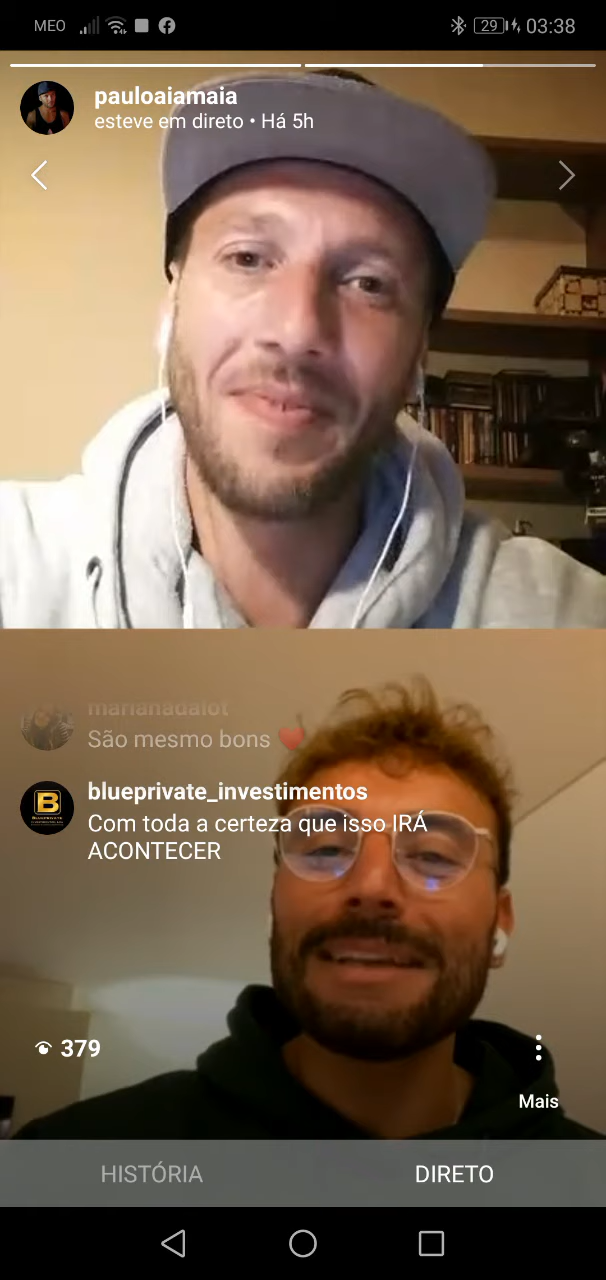 MEO
29
03:38
pauloaiamaia
esteve em direto • Há 5h
marianadalot
São mesmo bons
blueprivate_investimentos
Com toda a certeza que isso IRÁ
ACONTECER
379
Mais
HISTÓRIA
DIRETO